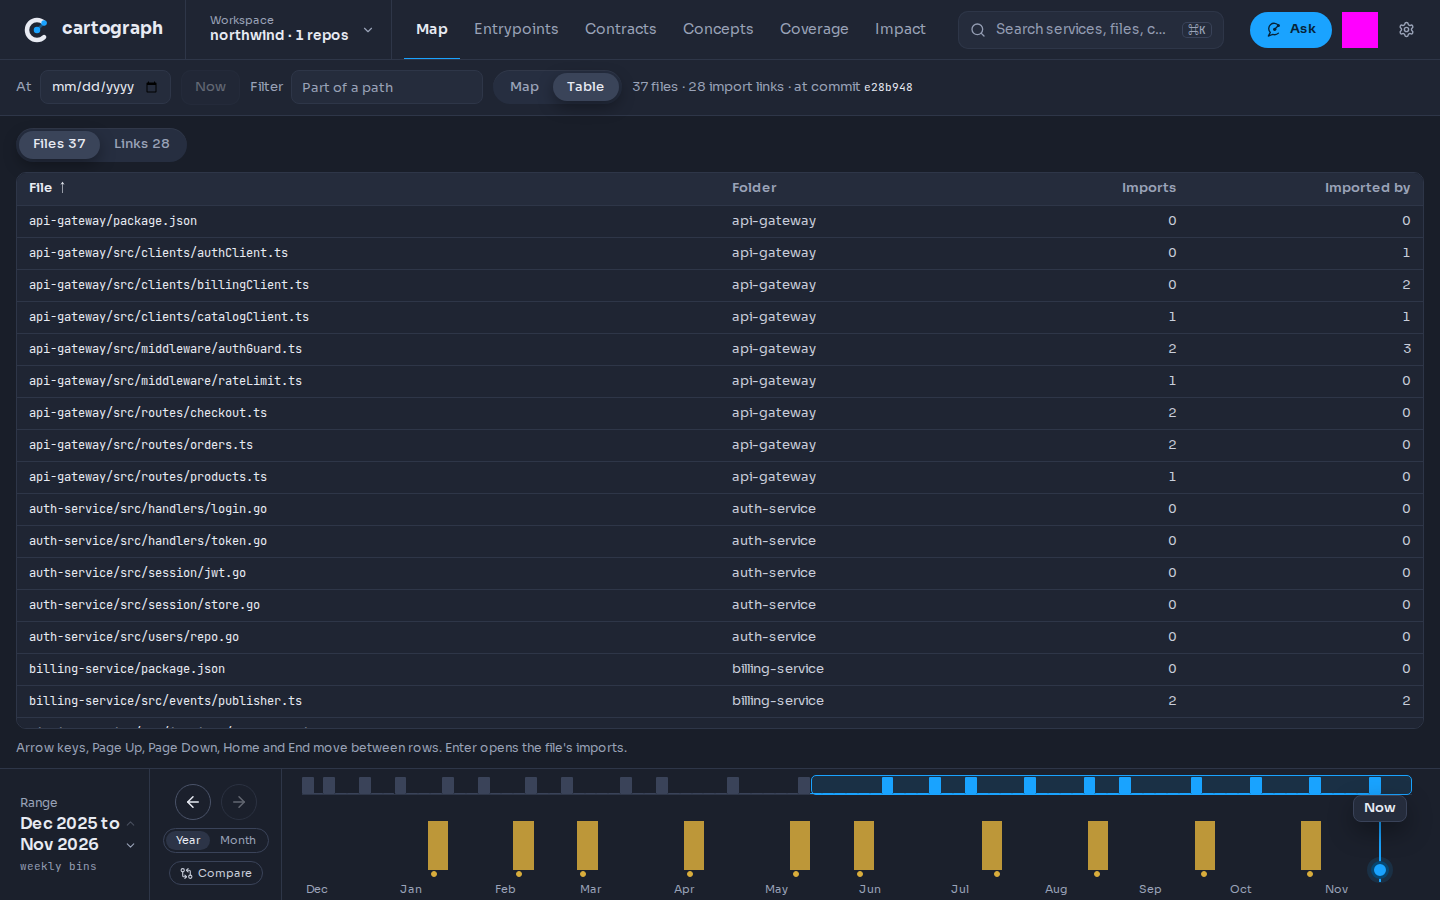 cartograph
Workspace
northwind · 1 repos
Map
Entrypoints
Contracts
Concepts
Coverage
Impact
Search services, files, c...
⌘K
Ask
At
mm/dd/yyyy
Now
Filter
Part of a path
Map
Table
37 files · 28 import links · at commit e28b948
Files 37
Links 28
File ↑ Folder Imports Imported by
api-gateway/package.json api-gateway 0 0
api-gateway/src/clients/authClient.ts api-gateway 0 1
api-gateway/src/clients/billingClient.ts api-gateway 0 2
api-gateway/src/clients/catalogClient.ts api-gateway 1 1
api-gateway/src/middleware/authGuard.ts api-gateway 2 3
api-gateway/src/middleware/rateLimit.ts api-gateway 1 0
api-gateway/src/routes/checkout.ts api-gateway 2 0
api-gateway/src/routes/orders.ts api-gateway 2 0
api-gateway/src/routes/products.ts api-gateway 1 0
auth-service/src/handlers/login.go auth-service 0 0
auth-service/src/handlers/token.go auth-service 0 0
auth-service/src/session/jwt.go auth-service 0 0
auth-service/src/session/store.go auth-service 0 0
auth-service/src/users/repo.go auth-service 0 0
billing-service/package.json billing-service 0 0
billing-service/src/events/publisher.ts billing-service 2 2
Arrow keys, Page Up, Page Down, Home and End move between rows. Enter opens the file's imports.
Range
Dec 2025 to
Nov 2026
weekly bins
Year
Month
Compare
Now
Dec Jan Feb Mar Apr May Jun Jul Aug Sep Oct Nov